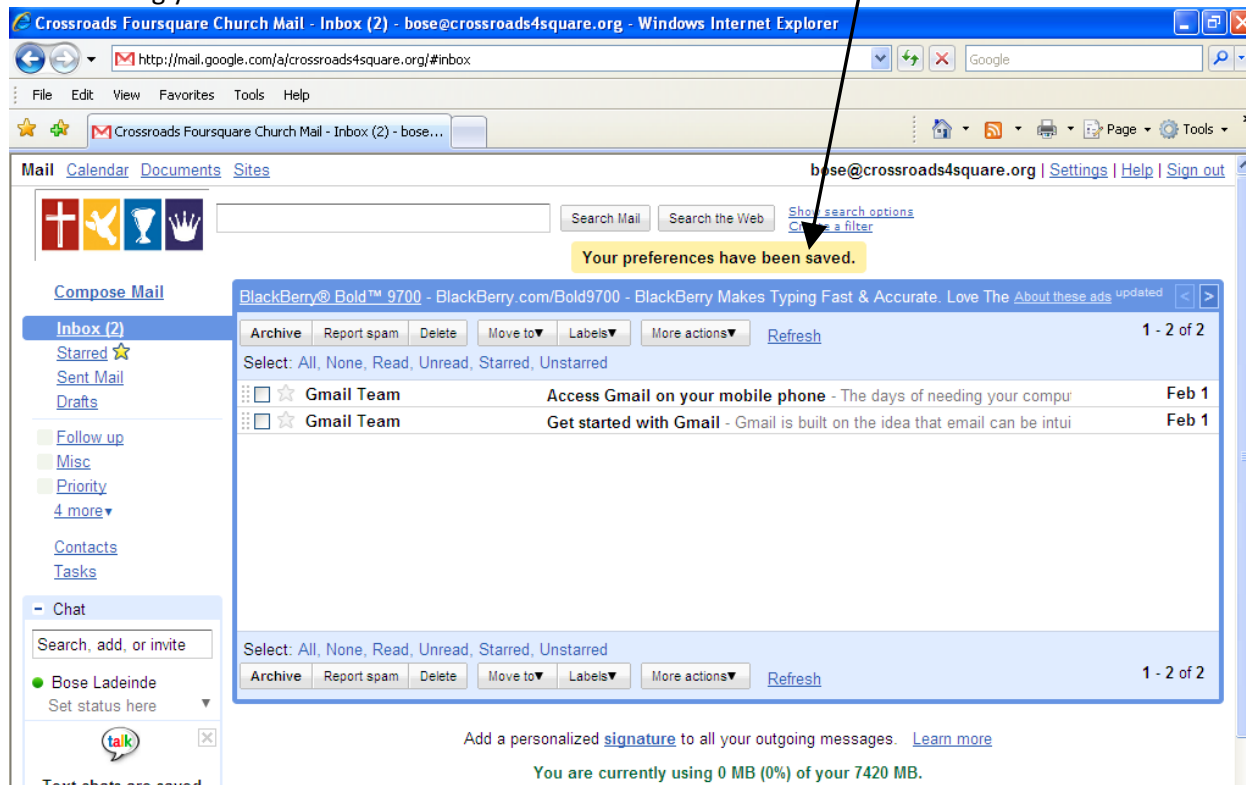 Crossroads Foursquare Church Mail - Inbox (2) - bose@crossroads4square.org - Windows Internet Explorer
http://mail.google.com/a/crossroads4square.org/#inbox
Google
File Edit View Favorites Tools Help
Crossroads Foursquare Church Mail - Inbox (2) - bose...
Page Tools
Mail Calendar Documents Sites
bose@crossroads4square.org | Settings | Help | Sign out
Search Mail Search the Web
Show search options
Create a filter
Your preferences have been saved.
Compose Mail
BlackBerry® Bold™ 9700 - BlackBerry.com/Bold9700 - BlackBerry Makes Typing Fast & Accurate. Love The About these ads updated < >
Inbox (2)
Archive Report spam Delete Move to▼ Labels▼ More actions▼ Refresh 1 - 2 of 2
Starred
Select: All, None, Read, Unread, Starred, Unstarred
Sent Mail
Drafts
Gmail Team Access Gmail on your mobile phone - The days of needing your comput Feb 1
Gmail Team Get started with Gmail - Gmail is built on the idea that email can be intui Feb 1
Follow up
Misc
Priority
4 more▼
Contacts
Tasks
– Chat
Search, add, or invite
Select: All, None, Read, Unread, Starred, Unstarred
Bose Ladeinde
Archive Report spam Delete Move to▼ Labels▼ More actions▼ Refresh 1 - 2 of 2
Set status here ▼
talk
Add a personalized signature to all your outgoing messages. Learn more
Text chats are saved
You are currently using 0 MB (0%) of your 7420 MB.